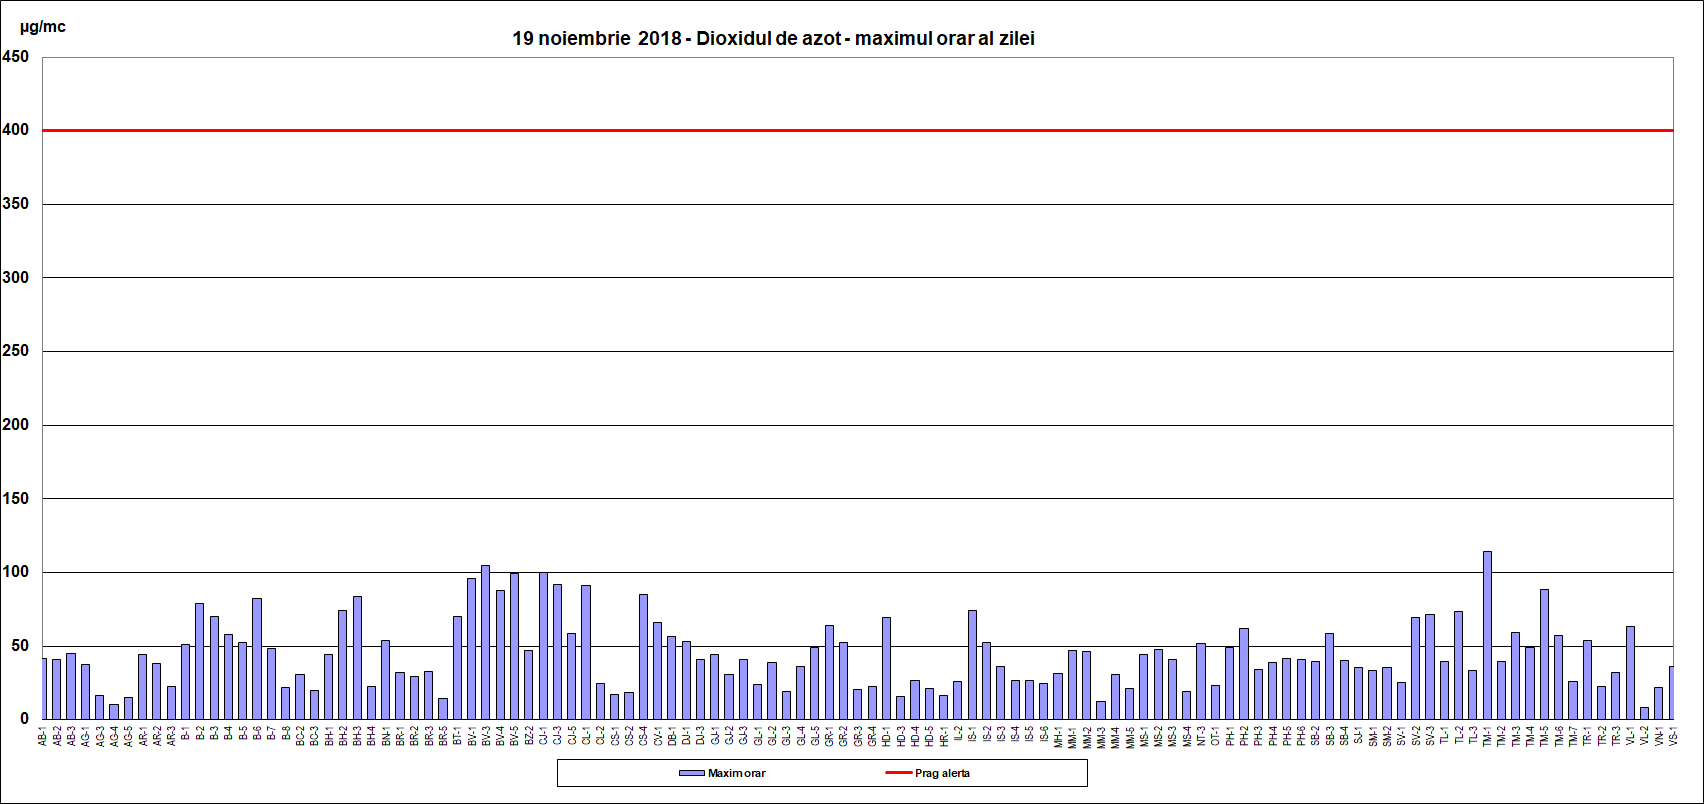 µg/mc
19 noiembrie 2018 - Dioxidul de azot - maximul orar al zilei
450
400
350
300
250
200
150
100
50
0
AB-1 AB-2 AB-3 AG-1 AG-3 AG-4 AG-5 AR-1 AR-2 AR-3 B-1 B-2 B-3 B-4 B-5 B-6 B-7 B-8 BC-2 BC-3 BH-1 BH-2 BH-3 BH-4 BN-1 BR-1 BR-2 BR-3 BR-5 BT-1 BV-1 BV-3 BV-4 BV-5 BZ-2 CJ-1 CJ-3 CJ-5 CL-1 CL-2 CS-1 CS-2 CS-4 CV-1 DB-1 DJ-1 DJ-3 GJ-1 GJ-2 GJ-3 GL-1 GL-2 GL-3 GL-4 GL-5 GR-1 GR-2 GR-3 GR-4 HD-1 HD-3 HD-4 HD-5 HR-1 IL-2 IS-1 IS-2 IS-3 IS-4 IS-5 IS-6 MH-1 MM-1 MM-2 MM-3 MM-4 MM-5 MS-1 MS-2 MS-3 MS-4 NT-3 OT-1 PH-1 PH-2 PH-3 PH-4 PH-5 PH-6 SB-2 SB-3 SB-4 SJ-1 SM-1 SM-2 SV-1 SV-2 SV-3 TL-1 TL-2 TL-3 TM-1 TM-2 TM-3 TM-4 TM-5 TM-6 TM-7 TR-1 TR-2 TR-3 VL-1 VL-2 VN-1 VS-1
Maxim orar
Prag alerta